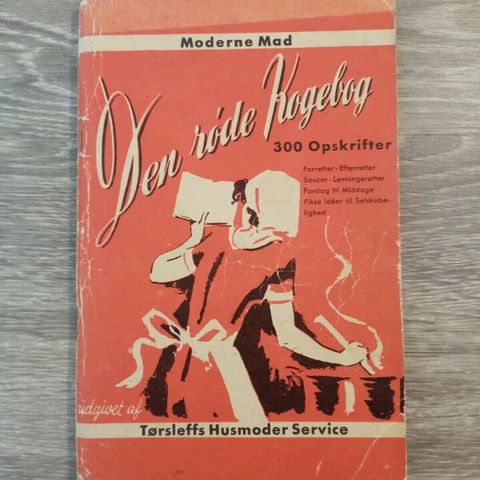 Moderne Mad
Den røde Kogebog
300 Opskrifter
Forretter - Efterretter
Saucer - Levningeretter
Forslag til Middage
Fikse Idéer til Selskabe-
lighed
udgivet af
Tørsleffs Husmoder Service